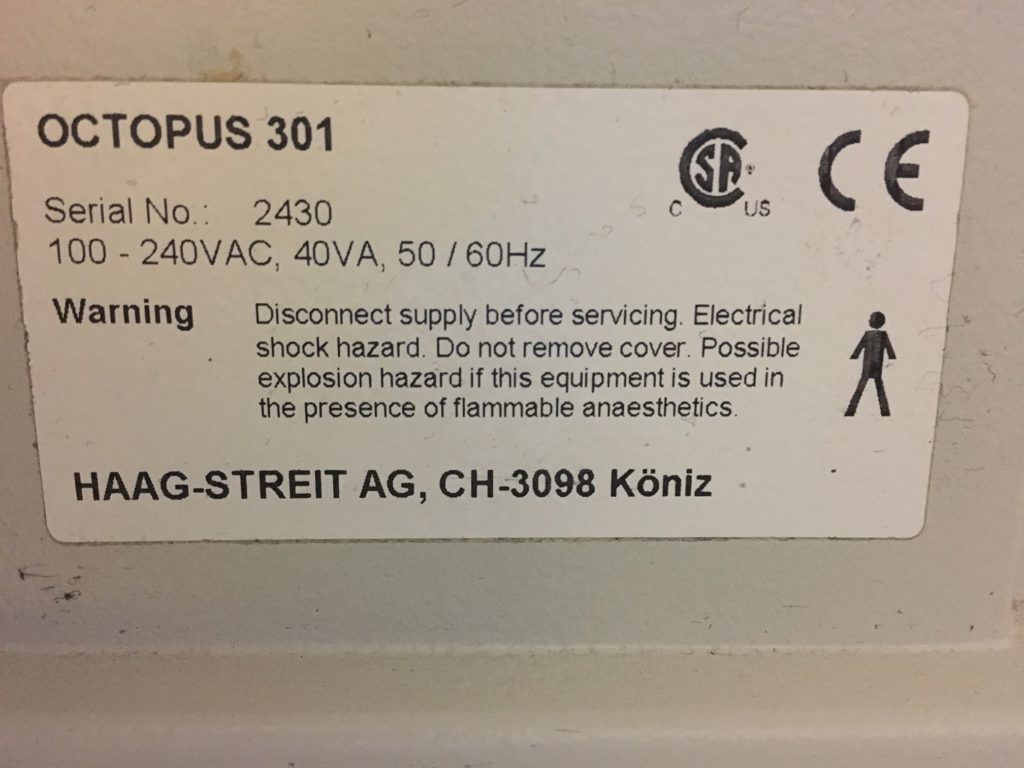 OCTOPUS 301
C SA US CE
Serial No.: 2430
100 - 240VAC, 40VA, 50 / 60Hz
Warning Disconnect supply before servicing. Electrical
shock hazard. Do not remove cover. Possible
explosion hazard if this equipment is used in
the presence of flammable anaesthetics.
HAAG-STREIT AG, CH-3098 Köniz